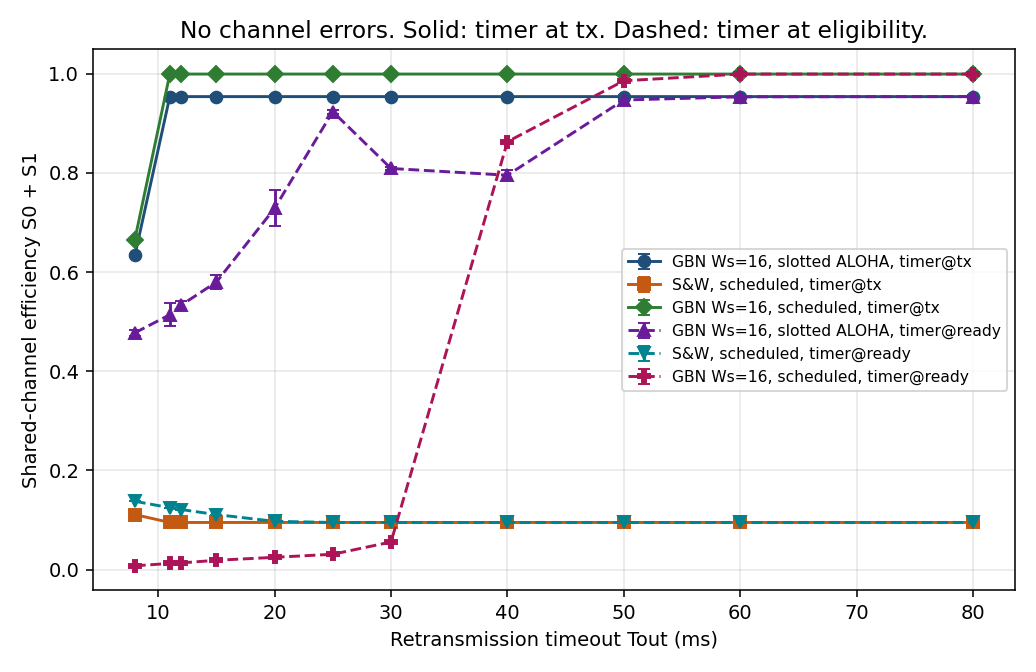 No channel errors. Solid: timer at tx. Dashed: timer at eligibility.
Shared-channel efficiency S0 + S1
1.0
0.8
0.6
0.4
0.2
0.0
GBN Ws=16, slotted ALOHA, timer@tx
S&W, scheduled, timer@tx
GBN Ws=16, scheduled, timer@tx
GBN Ws=16, slotted ALOHA, timer@ready
S&W, scheduled, timer@ready
GBN Ws=16, scheduled, timer@ready
10 20 30 40 50 60 70 80
Retransmission timeout Tout (ms)